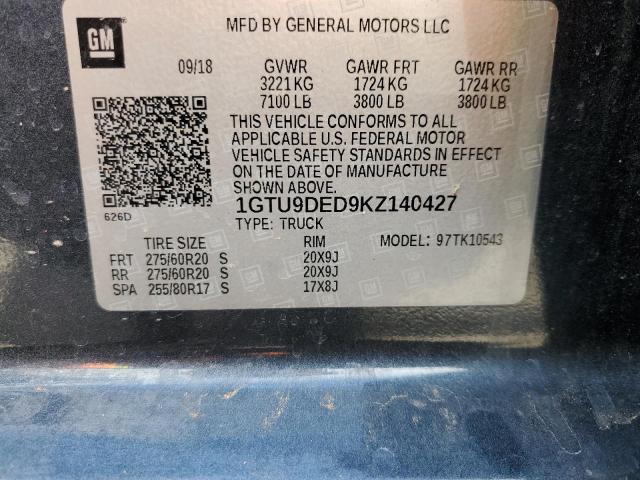 GM
MFD BY GENERAL MOTORS LLC
09/18 GVWR GAWR FRT GAWR RR
3221 KG 1724 KG 1724 KG
7100 LB 3800 LB 3800 LB
THIS VEHICLE CONFORMS TO ALL
APPLICABLE U.S. FEDERAL MOTOR
VEHICLE SAFETY STANDARDS IN EFFECT
ON THE DATE OF MANUFACTURE
SHOWN ABOVE.
626D
1GTU9DED9KZ140427
TYPE: TRUCK
TIRE SIZE RIM MODEL: 97TK10543
FRT 275/60R20 S 20X9J
RR 275/60R20 S 20X9J
SPA 255/80R17 S 17X8J